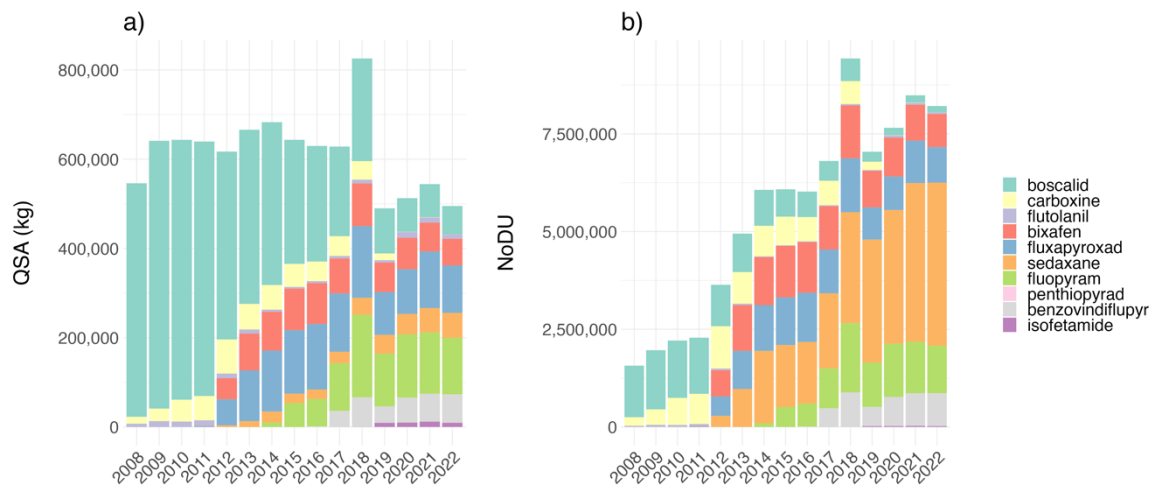 a)
QSA (kg)
800,000
600,000
400,000
200,000
0
2008
2009
2010
2011
2012
2013
2014
2015
2016
2017
2018
2019
2020
2021
2022
b)
NoDU
7,500,000
5,000,000
2,500,000
0
2008
2009
2010
2011
2012
2013
2014
2015
2016
2017
2018
2019
2020
2021
2022
boscalid
carboxine
flutolanil
bixafen
fluxapyroxad
sedaxane
fluopyram
penthiopyrad
benzovindiflupyr
isofetamide